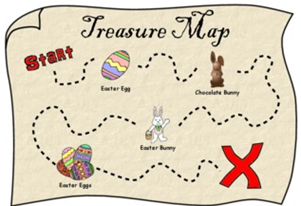 Treasure Map
Start
Easter Egg
Chocolate Bunny
Easter Bunny
Easter Eggs
X